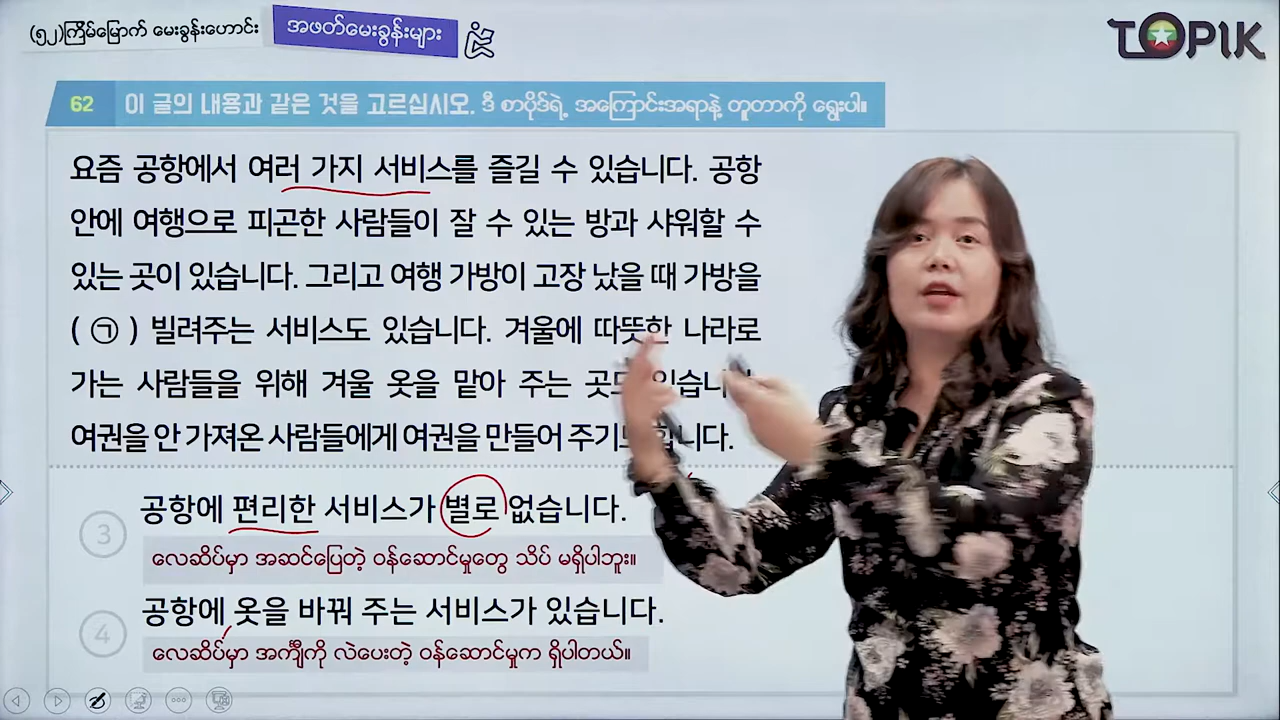 (၅၂)ကြိမ်မြောက် မေးခွန်းဟောင်း
အဖတ်မေးခွန်းများ
TOPIK
62 이 글의 내용과 같은 것을 고르십시오. ဒီ စာပိုဒ်ရဲ့ အကြောင်းအရာနဲ့ တူတာကို ရွေးပါ။
요즘 공항에서 여러 가지 서비스를 즐길 수 있습니다. 공항
안에 여행으로 피곤한 사람들이 잘 수 있는 방과 샤워할 수
있는 곳이 있습니다. 그리고 여행 가방이 고장 났을 때 가방을
( ㉠ ) 빌려주는 서비스도 있습니다. 겨울에 따뜻한 나라로
가는 사람들을 위해 겨울 옷을 맡아 주는
여권을 안 가져온 사람들에게 여권을 만들어
3 공항에 편리한 서비스가 별로 없습니다.
လေဆိပ်မှာ အဆင်ပြေတဲ့ ဝန်ဆောင်မှုတွေ သိပ် မရှိပါဘူး။
4 공항에 옷을 바꿔 주는 서비스가 있습니다.
လေဆိပ်မှာ အင်္ကျီကို လဲပေးတဲ့ ဝန်ဆောင်မှုက ရှိပါတယ်။